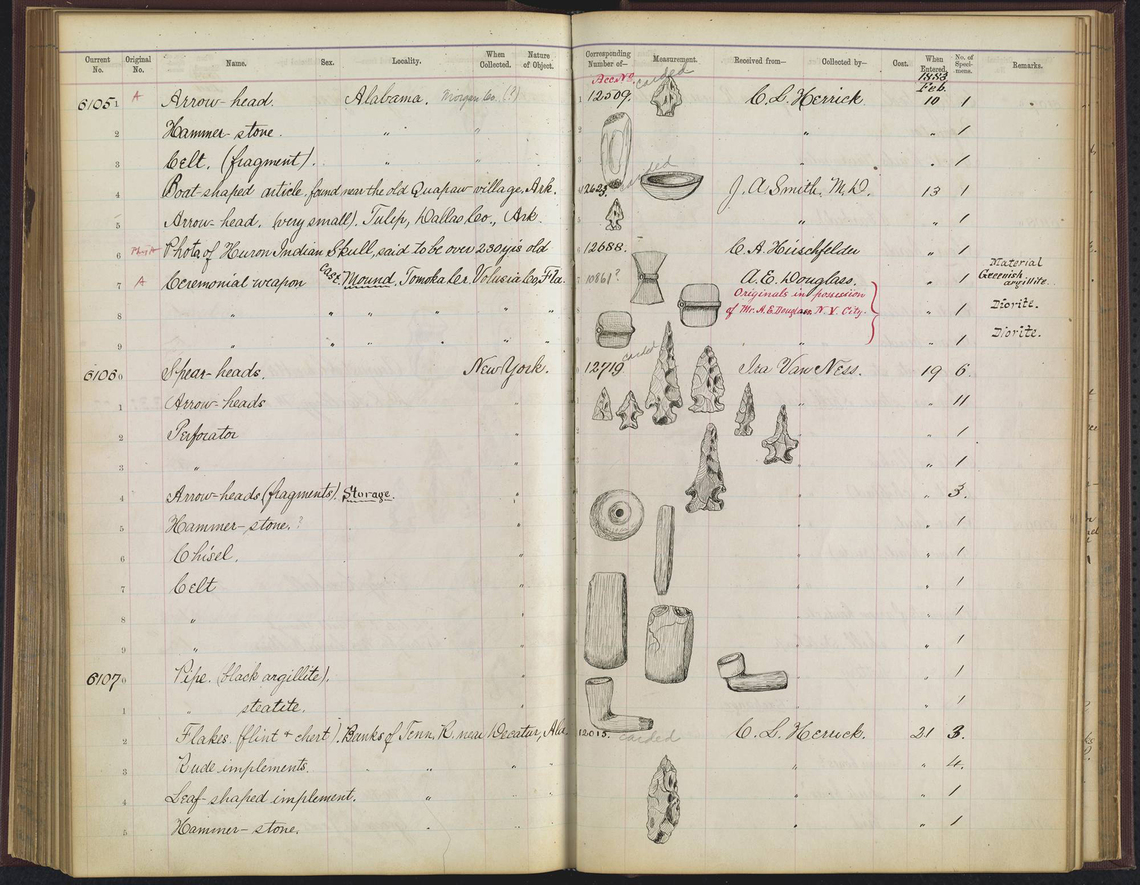 Current No. Original No. Name. Sex. Locality. When Collected. Nature of Object. Corresponding Number of— Measurement. Received from— Collected by— Cost. When Entered. No. of Specimens. Remarks.
Acc. No. carded 1883 Feb.
61051 A Arrow-head. Alabama. Morgan Co. (?) 1 12509. C. L. Herrick. 10 1
2 Hammer-stone. " " " " 1
3 Celt. (fragment). " " " 1
4 Boat-shaped article, found near the old Quapaw village, Ark. 12625. carded J. A. Smith, M.D. 13 1
5 Arrow-head, (very small). Tulip, Dallas Co., Ark. " " 1
6 Photo of Huron Indian Skull, said to be over 230 y'rs old 12688. C. A. Hirschfelder " 1
7 A Ceremonial weapon Cast. Mound. Tomoka Ler. Volusia Co., Fla. 10861? A. E. Douglass. " 1 Material Greenish argillite.
8 " " " " " " Originals in possession of Mr. A. E. Douglass, N. Y. City. " 1 Diorite.
9 " " " " " " " 1 Diorite.
61060 Spear-heads. New York. 12719. carded Ira Van Ness. 19 6.
1 Arrow-heads " " " 11
2 Perforator " " " 1
3 " " " " 1
4 Arrow-heads (fragments). Storage. " " " 3.
5 Hammer-stone.? " " " 1
6 Chisel. " " " 1
7 Celt " " " 1
8 " " " " 1
9 " " " " 1
61070 Pipe. (black argillite). " " " 1
1 " steatite. " " " 1
2 Flakes. (flint & chert). Banks of Tenn. R. near Decatur, Ala. 12015. carded C. L. Herrick. 21 3.
3 Rude implements. " " " " 4.
4 Leaf-shaped implement. " " " " 1
5 Hammer-stone. " " " " 1